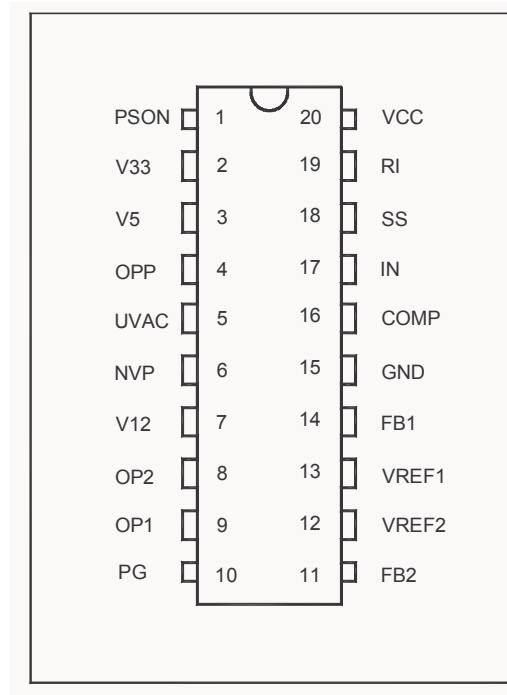 PSON 1 20 VCC
V33 2 19 RI
V5 3 18 SS
OPP 4 17 IN
UVAC 5 16 COMP
NVP 6 15 GND
V12 7 14 FB1
OP2 8 13 VREF1
OP1 9 12 VREF2
PG 10 11 FB2